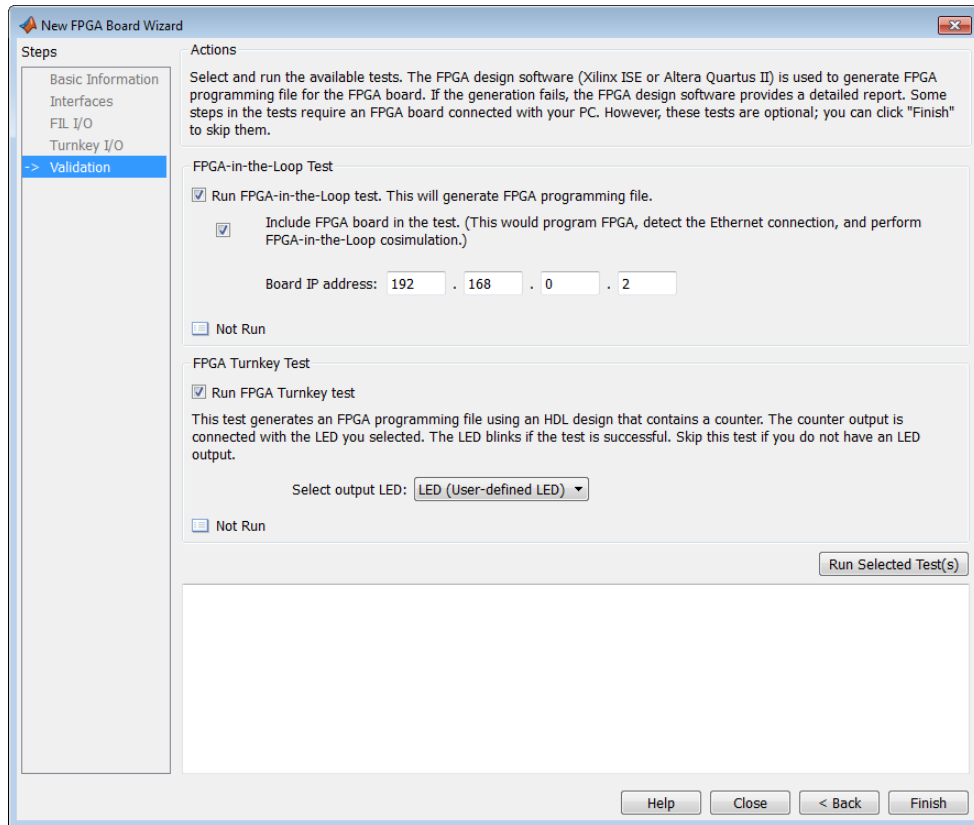 New FPGA Board Wizard
Steps
Basic Information
Interfaces
FIL I/O
Turnkey I/O
-> Validation
Actions
Select and run the available tests. The FPGA design software (Xilinx ISE or Altera Quartus II) is used to generate FPGA
programming file for the FPGA board. If the generation fails, the FPGA design software provides a detailed report. Some
steps in the tests require an FPGA board connected with your PC. However, these tests are optional; you can click "Finish"
to skip them.
FPGA-in-the-Loop Test
Run FPGA-in-the-Loop test. This will generate FPGA programming file.
Include FPGA board in the test. (This would program FPGA, detect the Ethernet connection, and perform
FPGA-in-the-Loop cosimulation.)
Board IP address: 192 . 168 . 0 . 2
Not Run
FPGA Turnkey Test
Run FPGA Turnkey test
This test generates an FPGA programming file using an HDL design that contains a counter. The counter output is
connected with the LED you selected. The LED blinks if the test is successful. Skip this test if you do not have an LED
output.
Select output LED: LED (User-defined LED)
Not Run
Run Selected Test(s)
Help Close < Back Finish